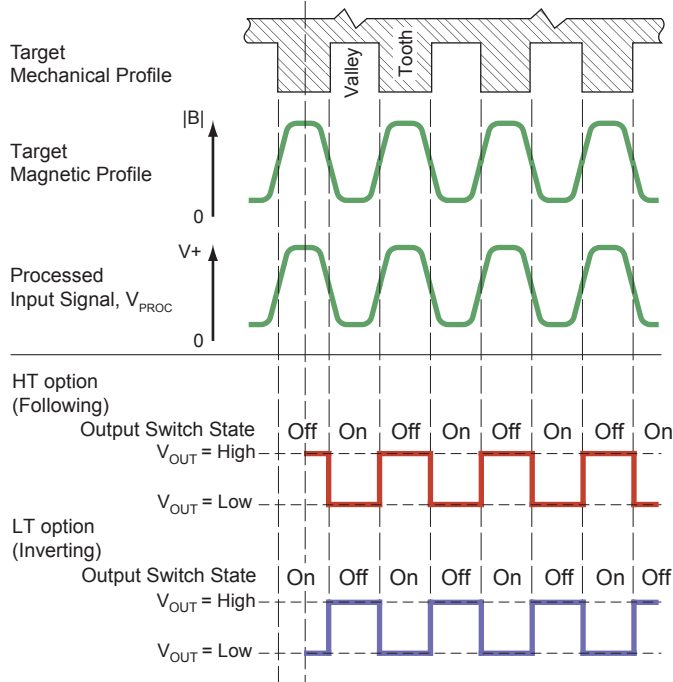 Target
Mechanical Profile
Valley
Tooth
|B|
Target
Magnetic Profile
0
V+
Processed
Input Signal, VPROC
0
HT option
(Following)
Output Switch State Off On Off On Off On Off On
VOUT = High
VOUT = Low
LT option
(Inverting)
Output Switch State On Off On Off On Off On Off
VOUT = High
VOUT = Low